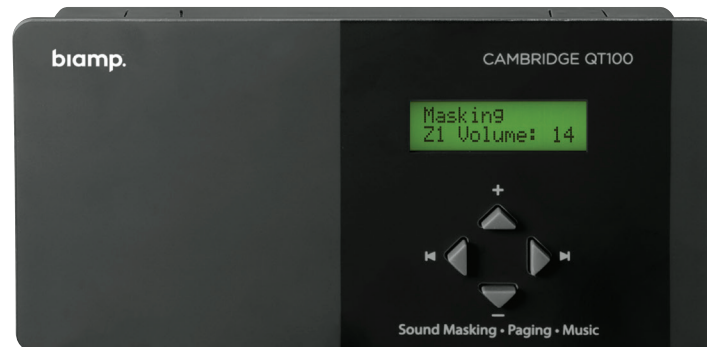 biamp.
CAMBRIDGE QT100
Masking
Z1 Volume: 14
+
−
Sound Masking • Paging • Music